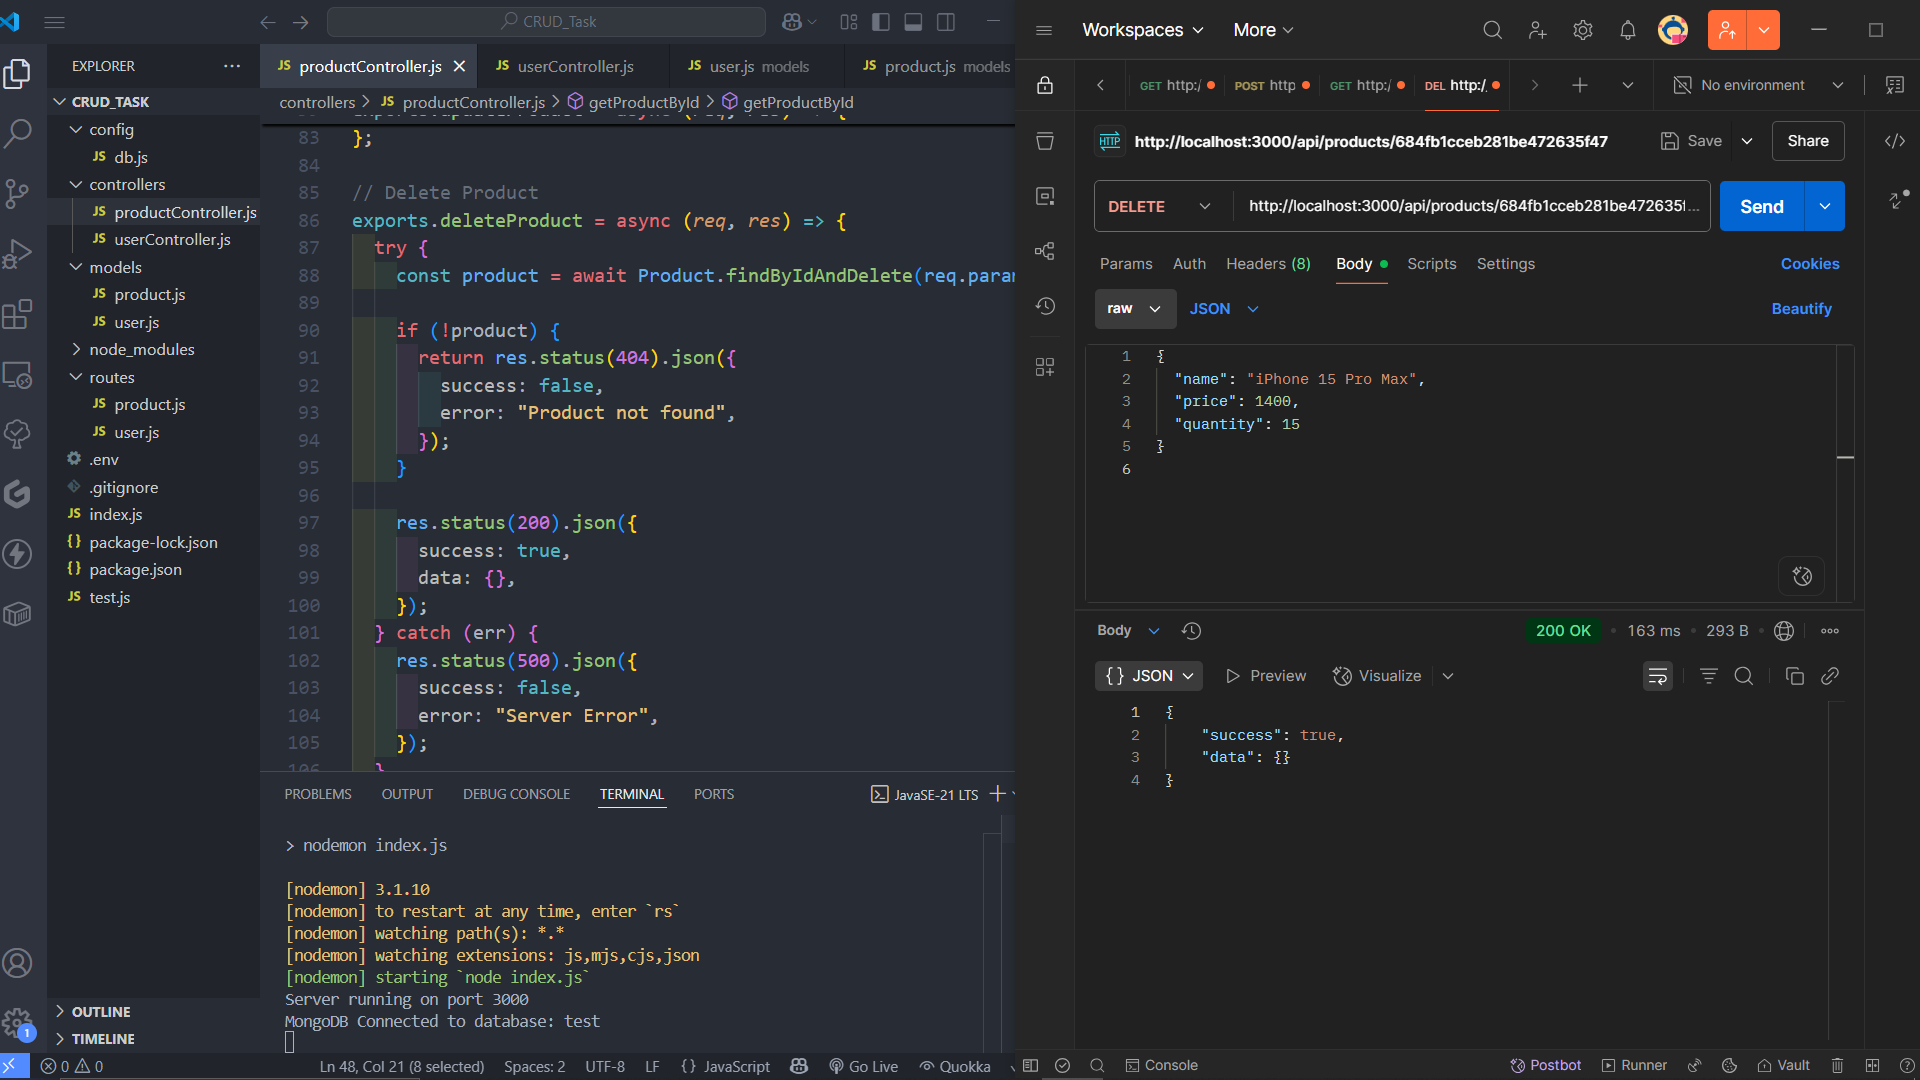 CRUD_Task
EXPLORER
CRUD_TASK
config
JS db.js
controllers
JS productController.js
JS userController.js
models
JS product.js
JS user.js
node_modules
routes
JS product.js
JS user.js
.env
.gitignore
JS index.js
{} package-lock.json
{} package.json
JS test.js
OUTLINE
TIMELINE
JS productController.js
JS userController.js
JS user.js models
JS product.js models
controllers > JS productController.js > getProductById > getProductById
83 };
84
85 // Delete Product
86 exports.deleteProduct = async (req, res) => {
87 try {
88 const product = await Product.findByIdAndDelete(req.param
89
90 if (!product) {
91 return res.status(404).json({
92 success: false,
93 error: "Product not found",
94 });
95 }
96
97 res.status(200).json({
98 success: true,
99 data: {},
100 });
101 } catch (err) {
102 res.status(500).json({
103 success: false,
104 error: "Server Error",
105 });
106 }
PROBLEMS OUTPUT DEBUG CONSOLE TERMINAL PORTS
JavaSE-21 LTS
> nodemon index.js
[nodemon] 3.1.10
[nodemon] to restart at any time, enter `rs`
[nodemon] watching path(s): *.*
[nodemon] watching extensions: js,mjs,cjs,json
[nodemon] starting `node index.js`
Server running on port 3000
MongoDB Connected to database: test
1
0 0
Ln 48, Col 21 (8 selected) Spaces: 2 UTF-8 LF {} JavaScript Go Live Quokka
Workspaces More
GET http:/ POST http GET http:/ DEL http:/ No environment
HTTP http://localhost:3000/api/products/684fb1cceb281be472635f47 Save Share
DELETE http://localhost:3000/api/products/684fb1cceb281be472635f... Send
Params Auth Headers (8) Body Scripts Settings Cookies
raw JSON Beautify
1 {
2 "name": "iPhone 15 Pro Max",
3 "price": 1400,
4 "quantity": 15
5 }
6
Body 200 OK 163 ms 293 B
{} JSON Preview Visualize
1 {
2 "success": true,
3 "data": {}
4 }
Console Postbot Runner Vault